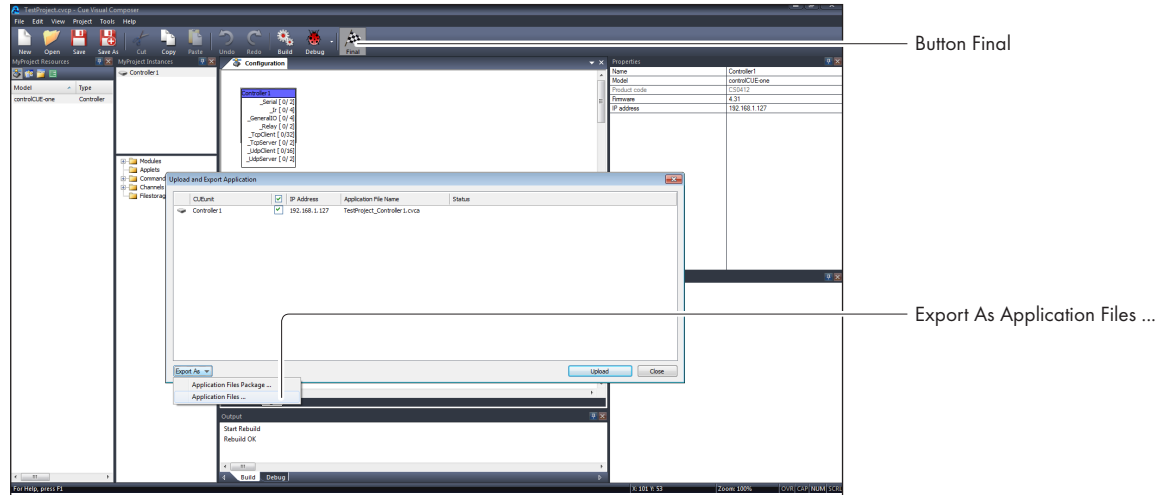 TestProject.cvcp - Cue Visual Composer
File Edit View Project Tools Help
New Open Save Save As Cut Copy Paste Undo Redo Build Debug Final
Button Final
MyProject Resources
MyProject Instances
Configuration
Properties
Model Type
controlCUE-one Controller
Controller1
Controller1
_Serial [ 0/ 2]
_Ir [ 0/ 4]
_GeneralIO [ 0/ 4]
_Relay [ 0/ 2]
_TcpClient [ 0/32]
_TcpServer [ 0/ 2]
_UdpClient [ 0/16]
_UdpServer [ 0/ 2]
Name Controller1
Model controlCUE-one
Product code CS0412
Firmware 4.31
IP address 192.168.1.127
Modules
Applets
Command
Channels
Filestorag
Upload and Export Application
CUEunit IP Address Application File Name Status
Controller1 192.168.1.127 TestProject_Controller1.cvca
Export As Application Files ...
Export As Upload Close
Application Files Package ...
Application Files ...
Output
Start Rebuild
Rebuild OK
Build Debug
For Help, press F1
X: 101 Y: 53 Zoom: 100% OVR CAP NUM SCRL